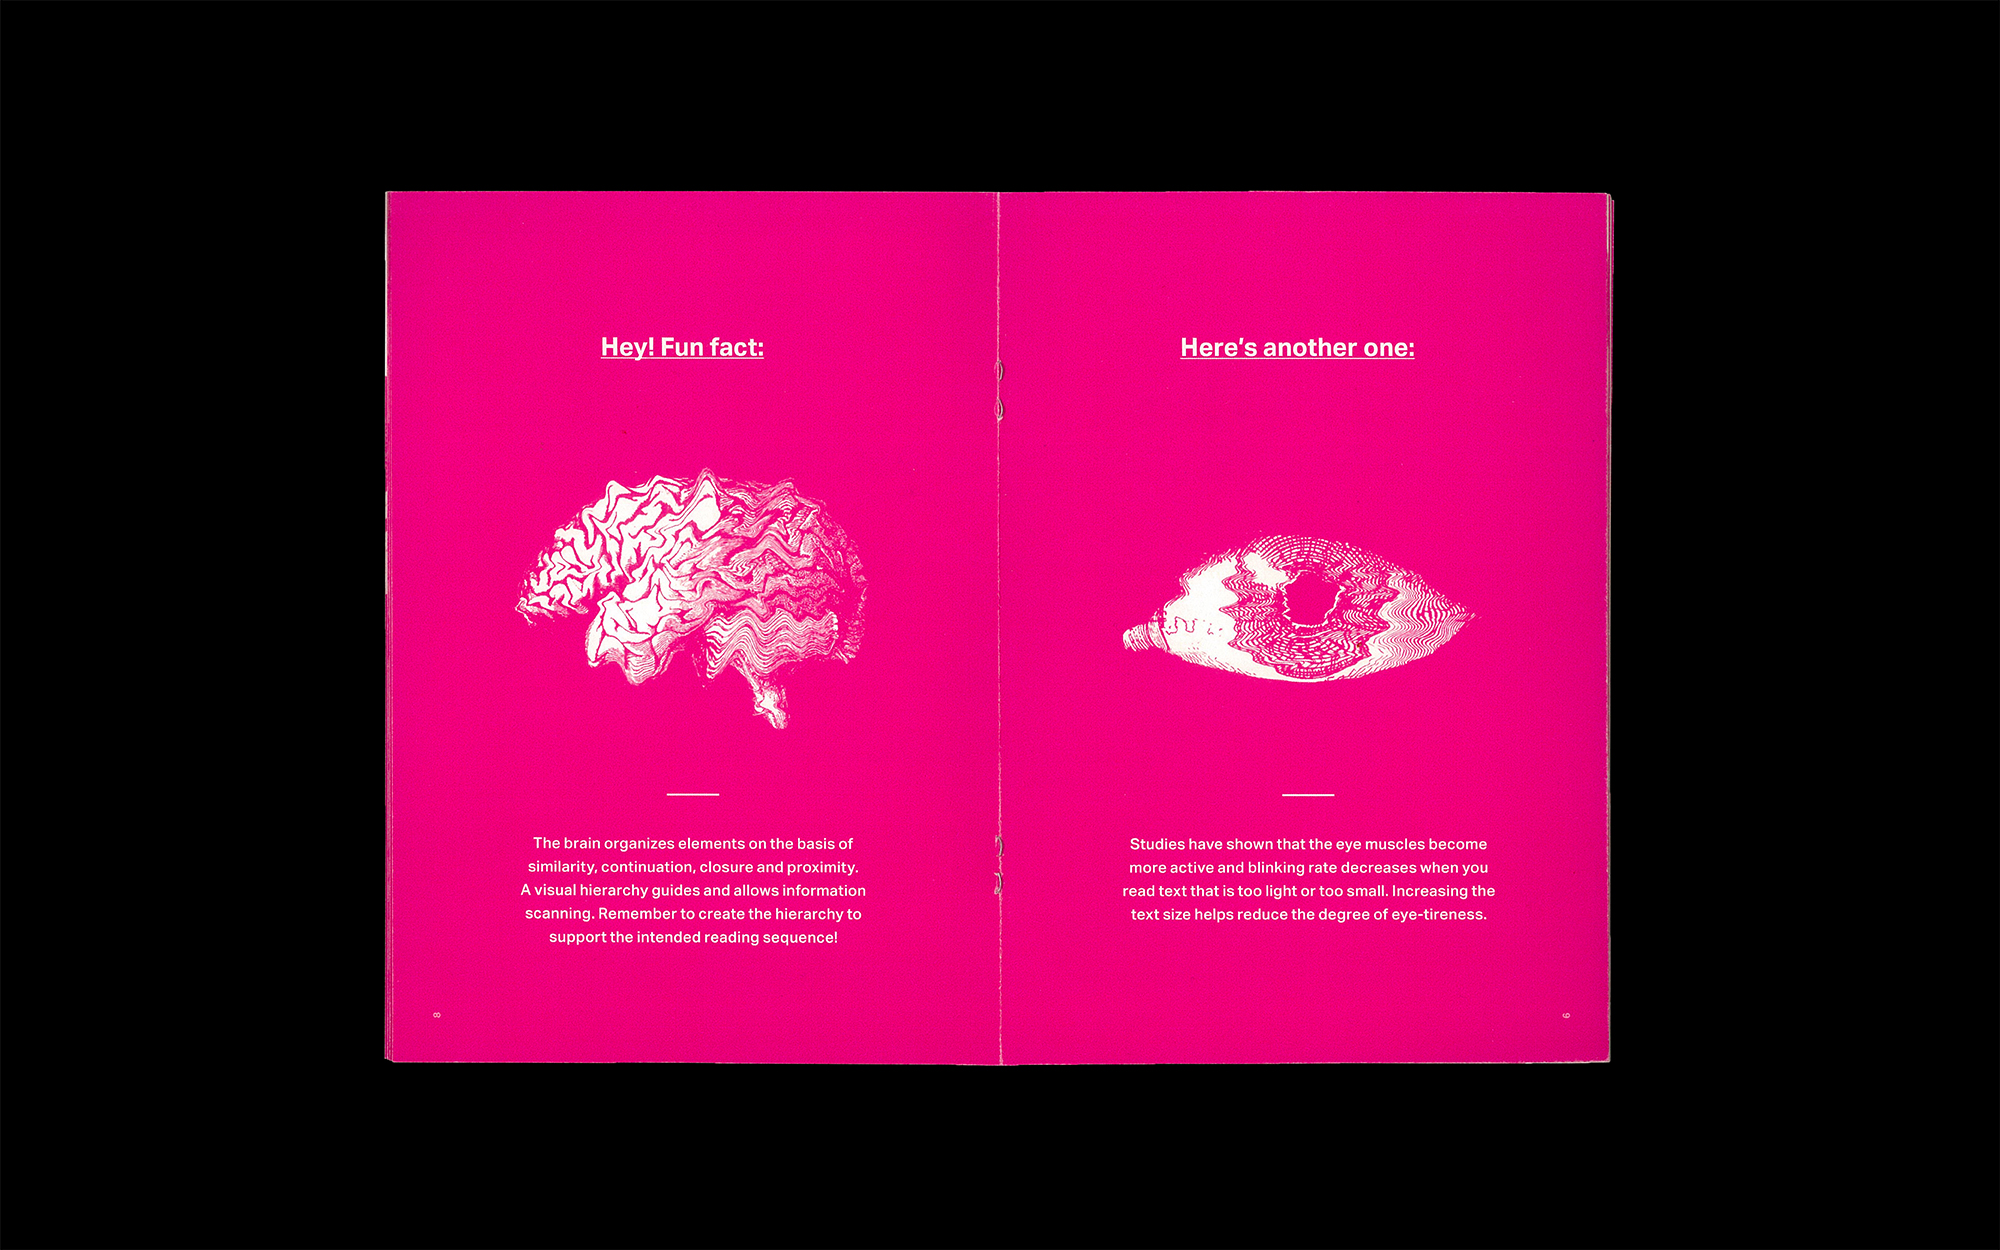 Hey! Fun fact:
The brain organizes elements on the basis of
similarity, continuation, closure and proximity.
A visual hierarchy guides and allows information
scanning. Remember to create the hierarchy to
support the intended reading sequence!
8
Here's another one:
Studies have shown that the eye muscles become
more active and blinking rate decreases when you
read text that is too light or too small. Increasing the
text size helps reduce the degree of eye-tireness.
9